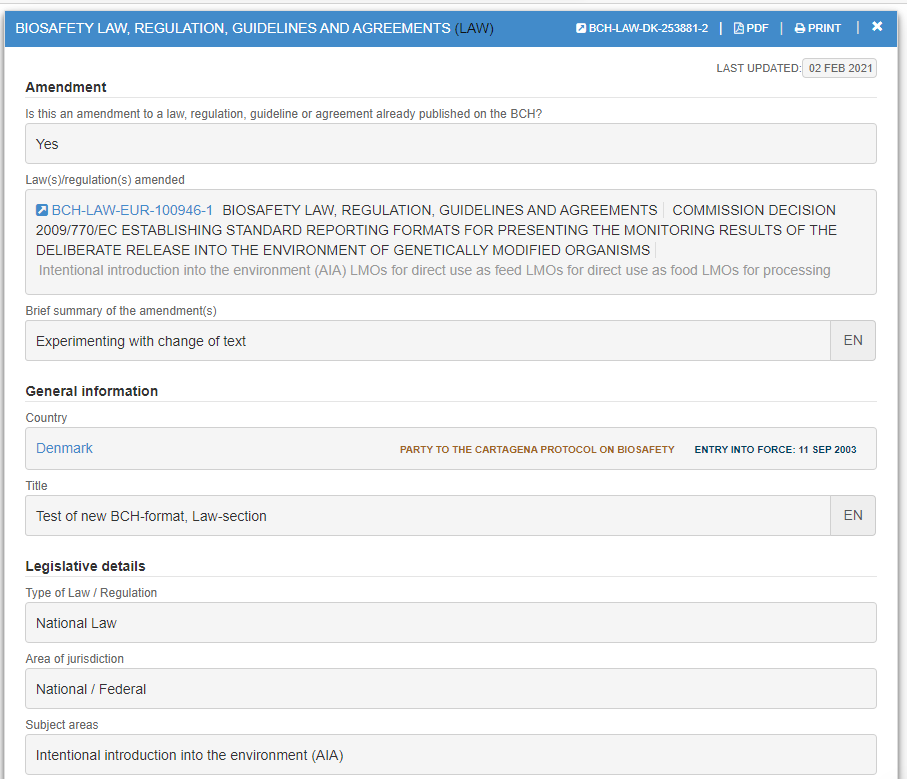 BIOSAFETY LAW, REGULATION, GUIDELINES AND AGREEMENTS (LAW) BCH-LAW-DK-253881-2 | PDF | PRINT | ×
LAST UPDATED: 02 FEB 2021
Amendment
Is this an amendment to a law, regulation, guideline or agreement already published on the BCH?
Yes
Law(s)/regulation(s) amended
BCH-LAW-EUR-100946-1 BIOSAFETY LAW, REGULATION, GUIDELINES AND AGREEMENTS | COMMISSION DECISION
2009/770/EC ESTABLISHING STANDARD REPORTING FORMATS FOR PRESENTING THE MONITORING RESULTS OF THE
DELIBERATE RELEASE INTO THE ENVIRONMENT OF GENETICALLY MODIFIED ORGANISMS |
Intentional introduction into the environment (AIA) LMOs for direct use as feed LMOs for direct use as food LMOs for processing
Brief summary of the amendment(s)
Experimenting with change of text EN
General information
Country
Denmark PARTY TO THE CARTAGENA PROTOCOL ON BIOSAFETY ENTRY INTO FORCE: 11 SEP 2003
Title
Test of new BCH-format, Law-section EN
Legislative details
Type of Law / Regulation
National Law
Area of jurisdiction
National / Federal
Subject areas
Intentional introduction into the environment (AIA)